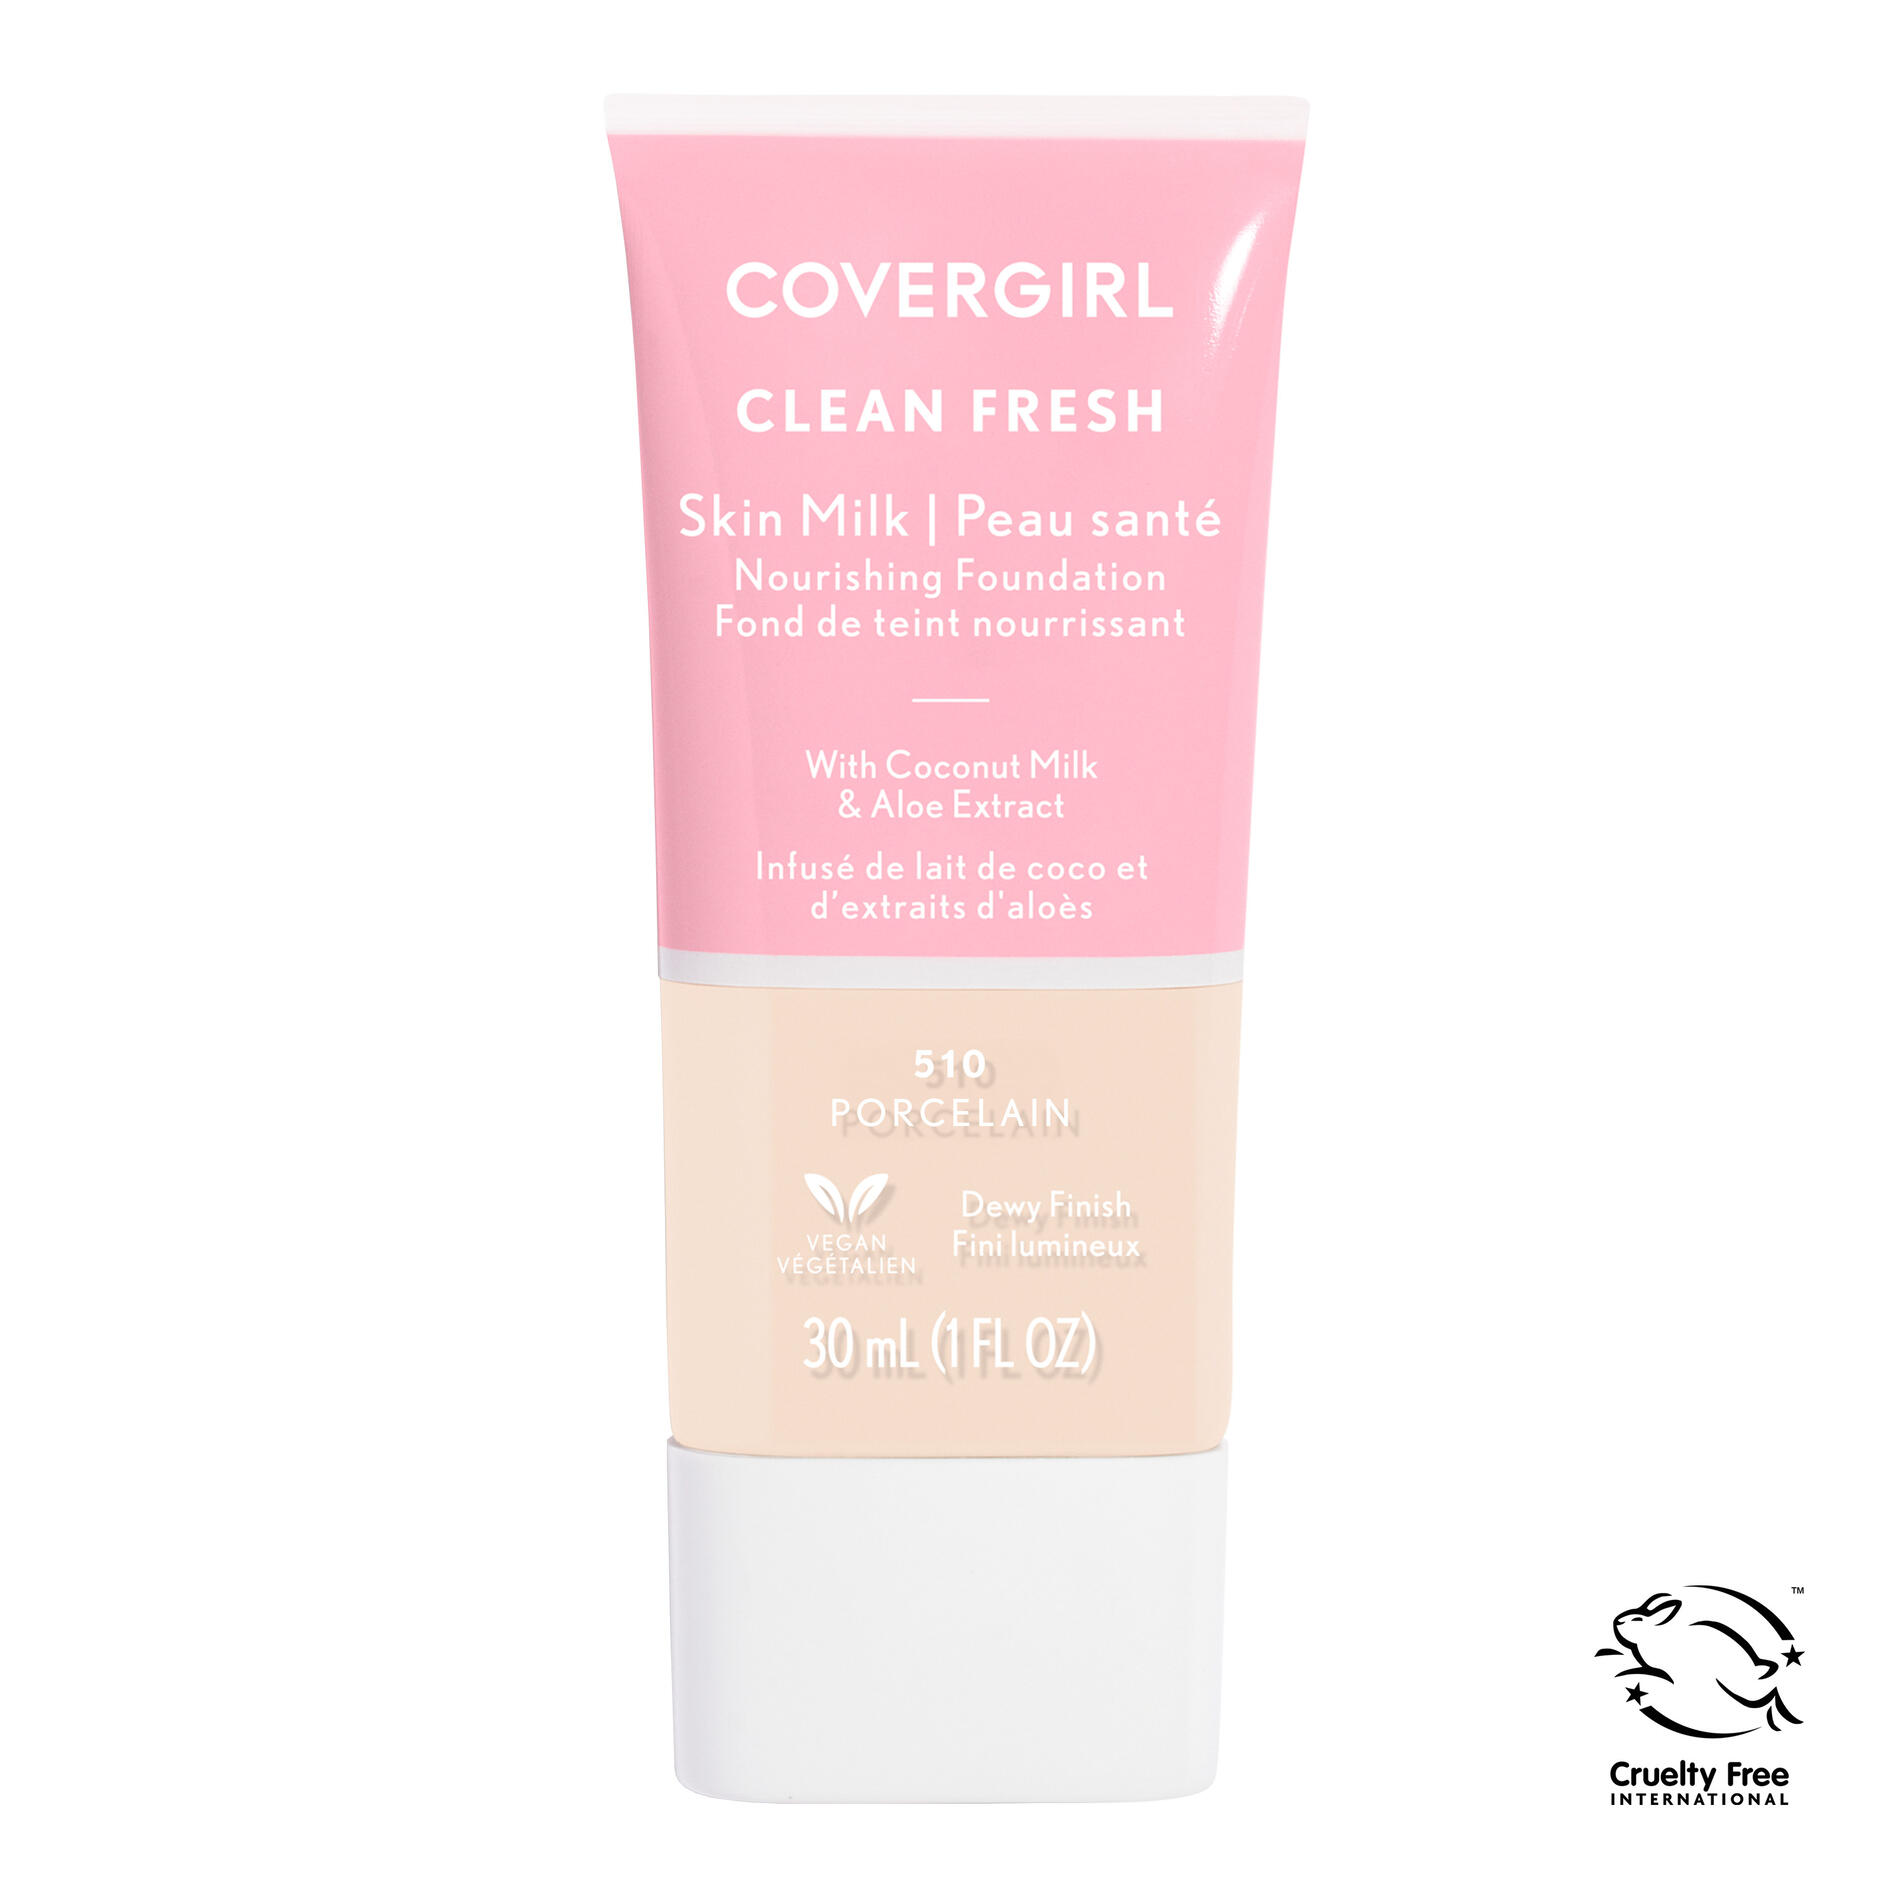 COVERGIRL
CLEAN FRESH
Skin Milk | Peau santé
Nourishing Foundation
Fond de teint nourrissant
With Coconut Milk
& Aloe Extract
Infusé de lait de coco et
d’extraits d'aloès
510
PORCELAIN
VEGAN
VÉGÉTALIEN
Dewy Finish
Fini lumineux
30 mL (1 FL OZ)
TM
Cruelty Free
INTERNATIONAL